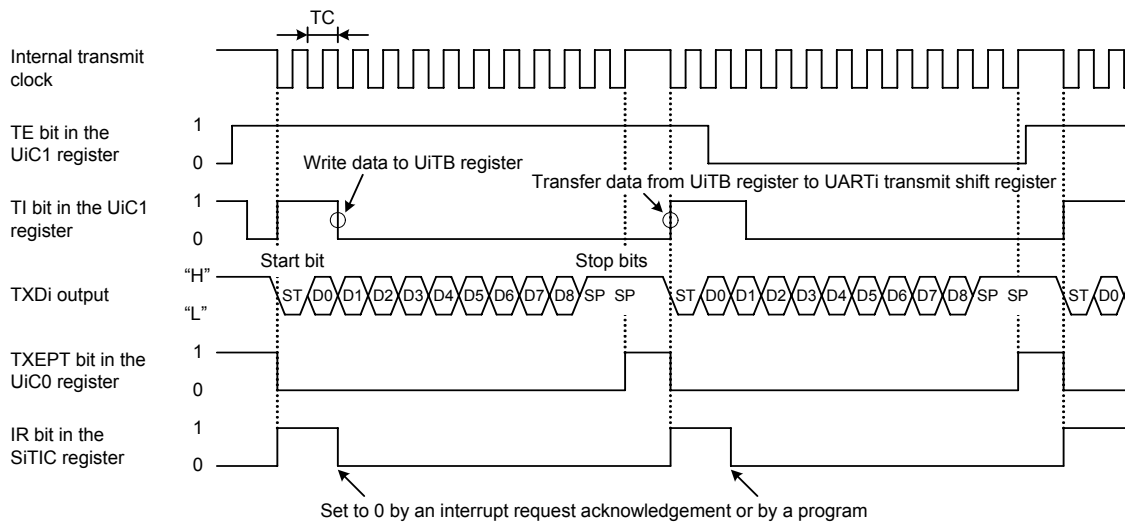 TC
Internal transmit
clock
TE bit in the
UiC1 register
1
0
Write data to UiTB register
Transfer data from UiTB register to UARTi transmit shift register
TI bit in the UiC1
register
1
0
Start bit
Stop bits
TXDi output
“H”
“L”
ST D0 D1 D2 D3 D4 D5 D6 D7 D8 SP SP ST D0 D1 D2 D3 D4 D5 D6 D7 D8 SP SP ST D0
TXEPT bit in the
UiC0 register
1
0
IR bit in the
SiTIC register
1
0
Set to 0 by an interrupt request acknowledgement or by a program